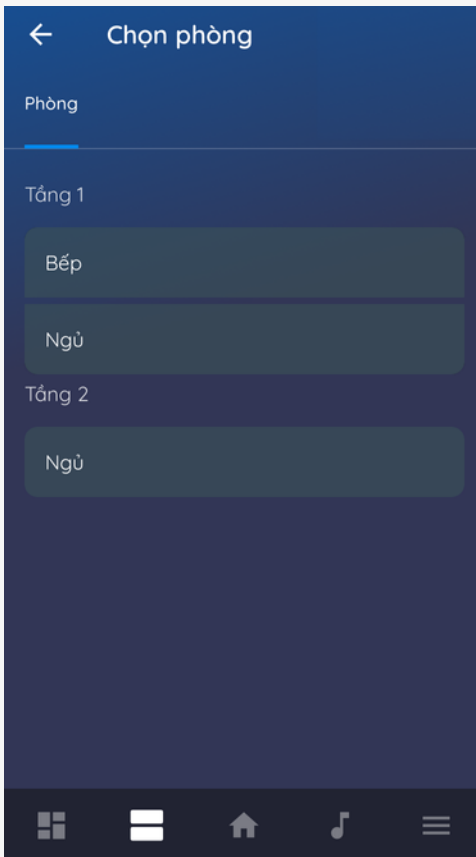 Chọn phòng
Phòng
Tầng 1
Bếp
Ngủ
Tầng 2
Ngủ